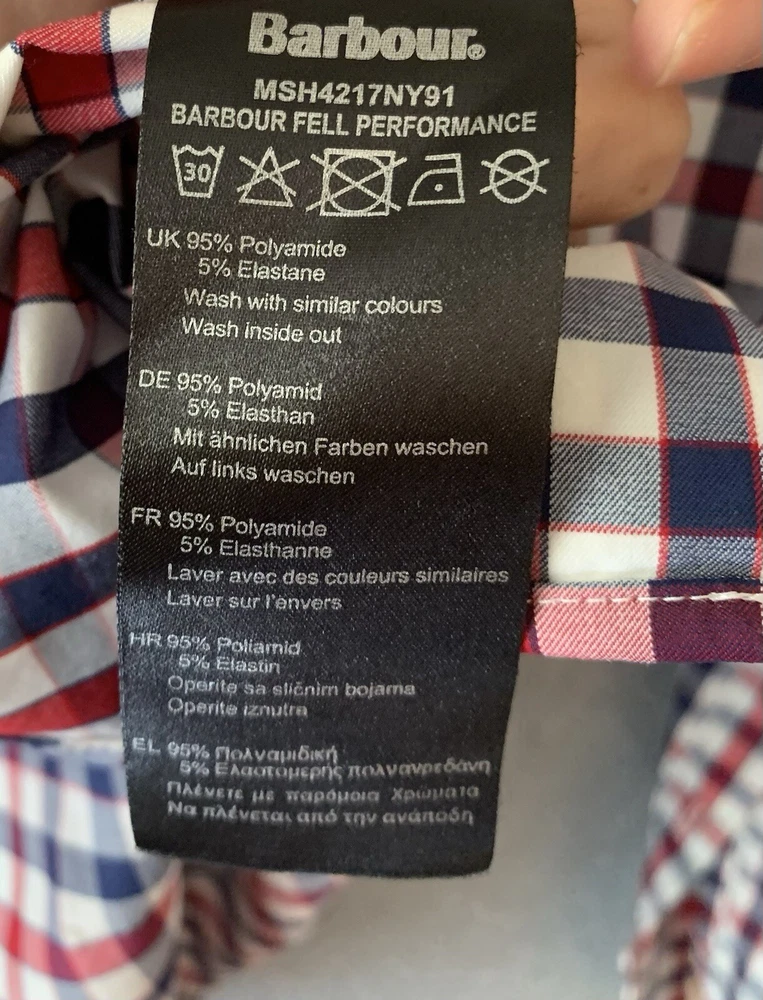 Barbour®
MSH4217NY91
BARBOUR FELL PERFORMANCE
30
UK 95% Polyamide
5% Elastane
Wash with similar colours
Wash inside out
DE 95% Polyamid
5% Elasthan
Mit ähnlichen Farben waschen
Auf links waschen
FR 95% Polyamide
5% Elasthanne
Laver avec des couleurs similaires
Laver sur l'envers
HR 95% Poliamid
5% Elastin
Operite sa sličnim bojama
Operite iznutra
EL 95% Πολυαμιδική
5% Ελαστομερής πολυουρεθάνη
Πλένετε με παρόμοια Χρώματα
Να πλένεται από την ανάποδη